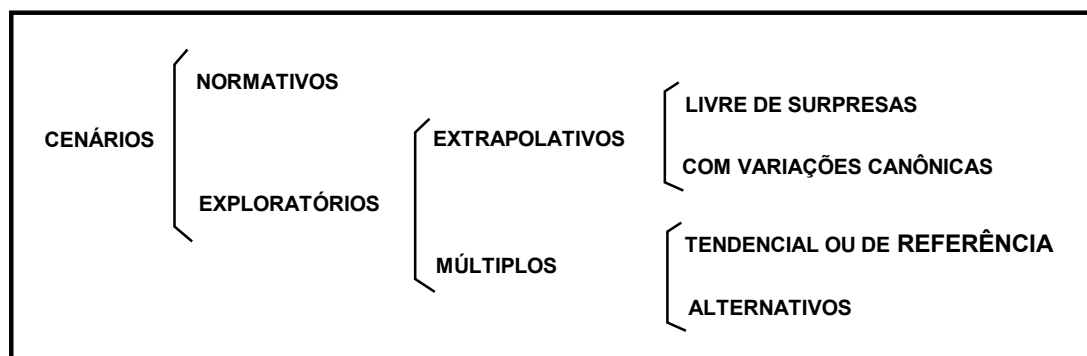 CENÁRIOS
NORMATIVOS
EXPLORATÓRIOS
EXTRAPOLATIVOS
LIVRE DE SURPRESAS
COM VARIAÇÕES CANÔNICAS
MÚLTIPLOS
TENDENCIAL OU DE REFERÊNCIA
ALTERNATIVOS